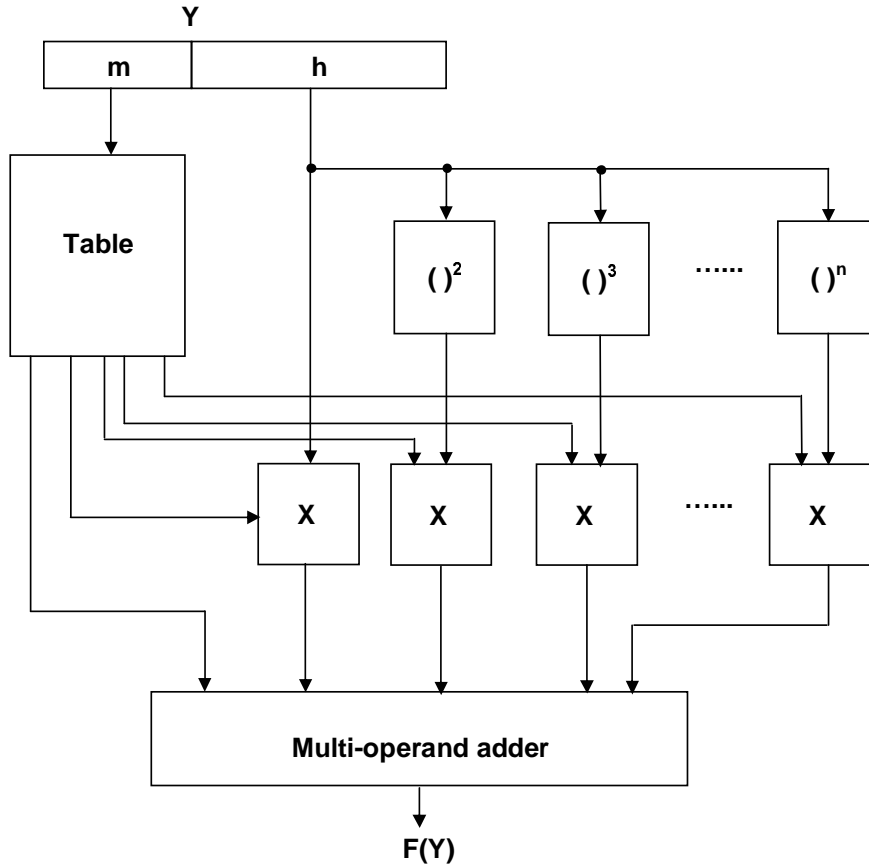 Y
m h
Table
( )² ( )³ …... ( )ⁿ
X X X …... X
Multi-operand adder
F(Y)